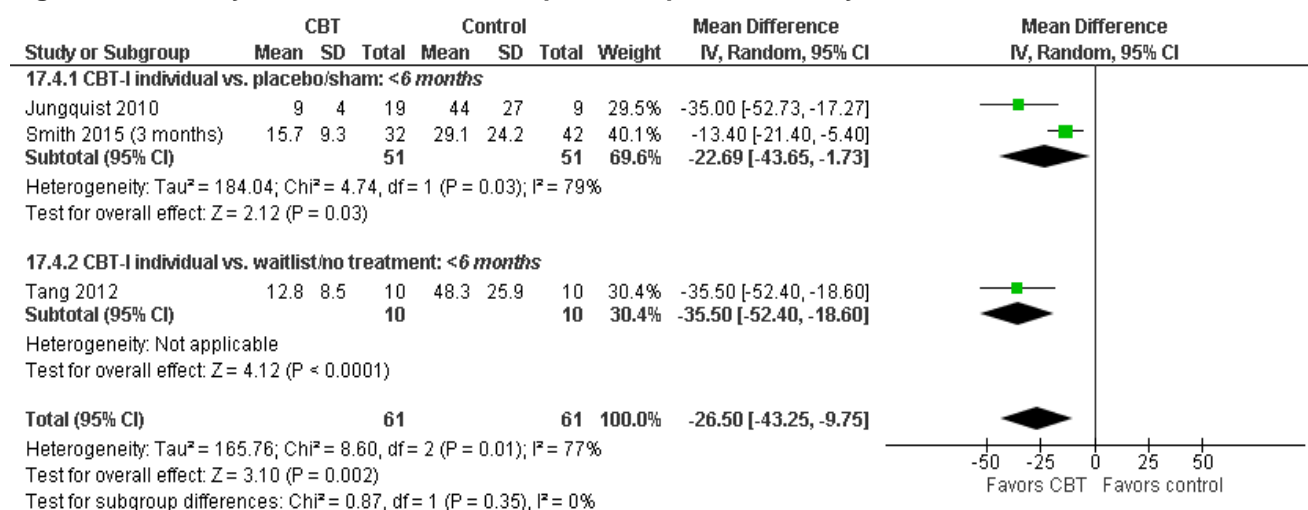 CBT Control Mean Difference Mean Difference
Study or Subgroup Mean SD Total Mean SD Total Weight IV, Random, 95% CI IV, Random, 95% CI
17.4.1 CBT-I individual vs. placebo/sham: <6 months
Jungquist 2010 9 4 19 44 27 9 29.5% -35.00 [-52.73, -17.27]
Smith 2015 (3 months) 15.7 9.3 32 29.1 24.2 42 40.1% -13.40 [-21.40, -5.40]
Subtotal (95% CI) 51 51 69.6% -22.69 [-43.65, -1.73]
Heterogeneity: Tau² = 184.04; Chi² = 4.74, df = 1 (P = 0.03); I² = 79%
Test for overall effect: Z = 2.12 (P = 0.03)
17.4.2 CBT-I individual vs. waitlist/no treatment: <6 months
Tang 2012 12.8 8.5 10 48.3 25.9 10 30.4% -35.50 [-52.40, -18.60]
Subtotal (95% CI) 10 10 30.4% -35.50 [-52.40, -18.60]
Heterogeneity: Not applicable
Test for overall effect: Z = 4.12 (P < 0.0001)
Total (95% CI) 61 61 100.0% -26.50 [-43.25, -9.75]
Heterogeneity: Tau² = 165.76; Chi² = 8.60, df = 2 (P = 0.01); I² = 77%
Test for overall effect: Z = 3.10 (P = 0.002)
Test for subgroup differences: Chi² = 0.87, df = 1 (P = 0.35), I² = 0%
-50 -25 0 25 50
Favors CBT Favors control